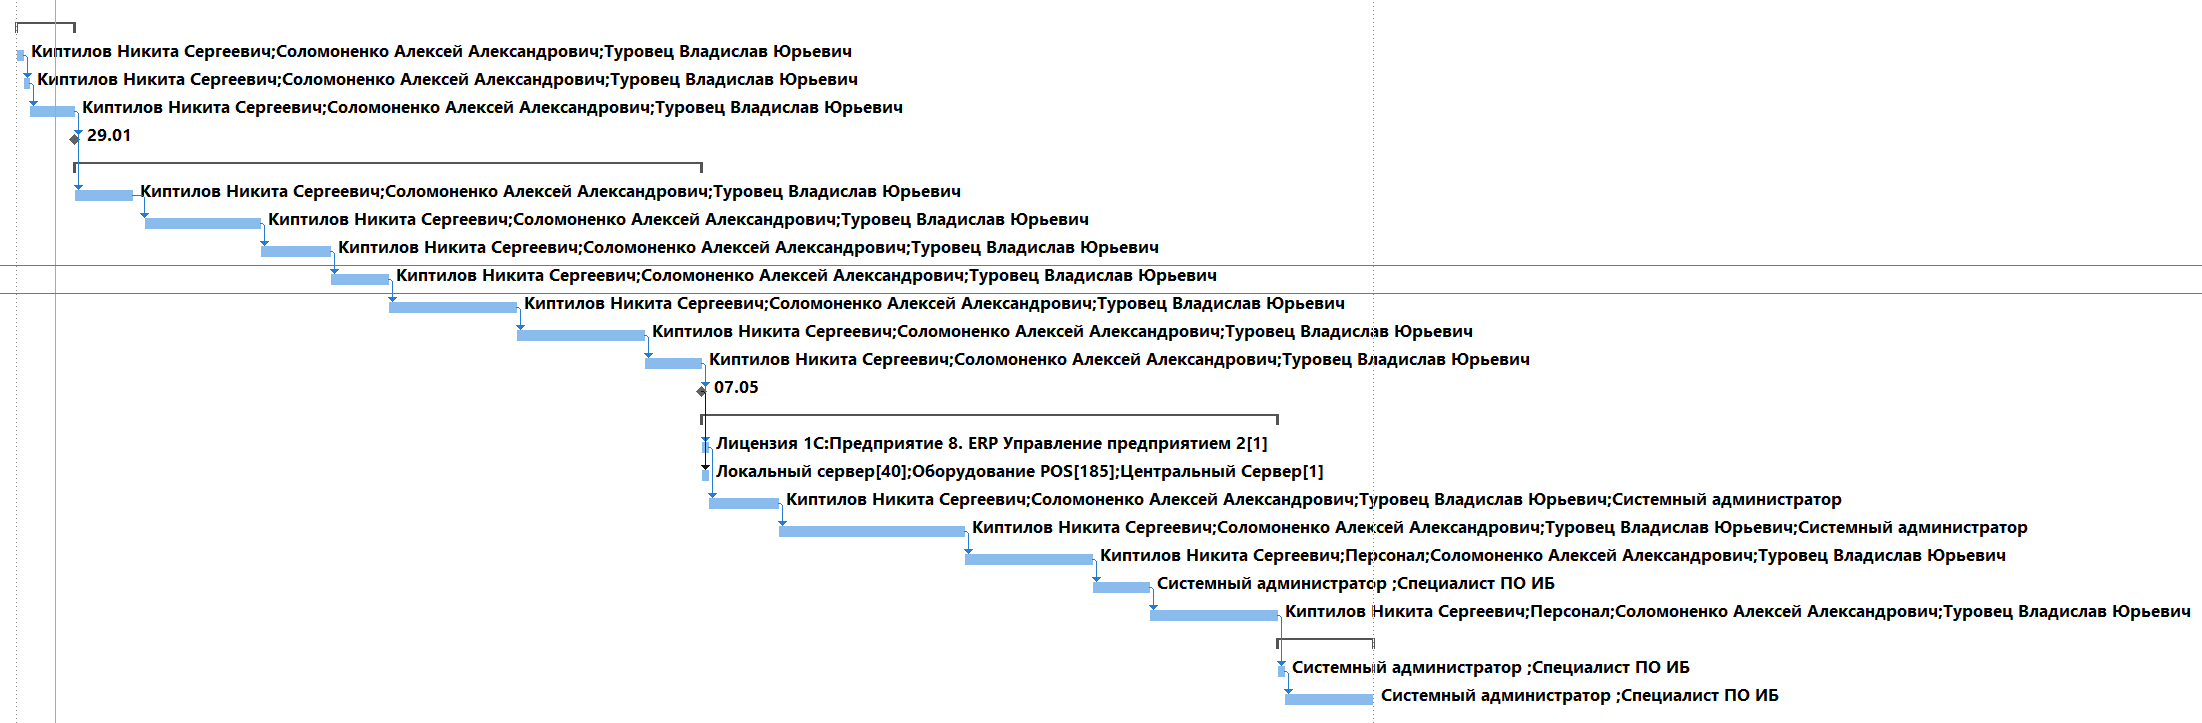 Киптилов Никита Сергеевич;Соломоненко Алексей Александрович;Туровец Владислав Юрьевич
Киптилов Никита Сергеевич;Соломоненко Алексей Александрович;Туровец Владислав Юрьевич
Киптилов Никита Сергеевич;Соломоненко Алексей Александрович;Туровец Владислав Юрьевич
29.01
Киптилов Никита Сергеевич;Соломоненко Алексей Александрович;Туровец Владислав Юрьевич
Киптилов Никита Сергеевич;Соломоненко Алексей Александрович;Туровец Владислав Юрьевич
Киптилов Никита Сергеевич;Соломоненко Алексей Александрович;Туровец Владислав Юрьевич
Киптилов Никита Сергеевич;Соломоненко Алексей Александрович;Туровец Владислав Юрьевич
Киптилов Никита Сергеевич;Соломоненко Алексей Александрович;Туровец Владислав Юрьевич
Киптилов Никита Сергеевич;Соломоненко Алексей Александрович;Туровец Владислав Юрьевич
Киптилов Никита Сергеевич;Соломоненко Алексей Александрович;Туровец Владислав Юрьевич
07.05
Лицензия 1С:Предприятие 8. ERP Управление предприятием 2[1]
Локальный сервер[40];Оборудование POS[185];Центральный Сервер[1]
Киптилов Никита Сергеевич;Соломоненко Алексей Александрович;Туровец Владислав Юрьевич;Системный администратор
Киптилов Никита Сергеевич;Соломоненко Алексей Александрович;Туровец Владислав Юрьевич;Системный администратор
Киптилов Никита Сергеевич;Персонал;Соломоненко Алексей Александрович;Туровец Владислав Юрьевич
Системный администратор ;Специалист ПО ИБ
Киптилов Никита Сергеевич;Персонал;Соломоненко Алексей Александрович;Туровец Владислав Юрьевич
Системный администратор ;Специалист ПО ИБ
Системный администратор ;Специалист ПО ИБ